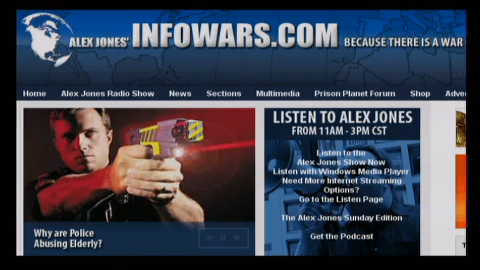 ALEX JONES' INFOWARS.COM BECAUSE THERE IS A WAR
Home Alex Jones Radio Show News Sections Multimedia Prison Planet Forum Shop
LISTEN TO ALEX JONES
FROM 11AM - 3PM CST
Listen to the
Alex Jones Show Now
Listen with Windows Media Player
Need More Internet Streaming
Options?
Go to the Listen Page
The Alex Jones Sunday Edition
Get the Podcast
Why are Police
Abusing Elderly?